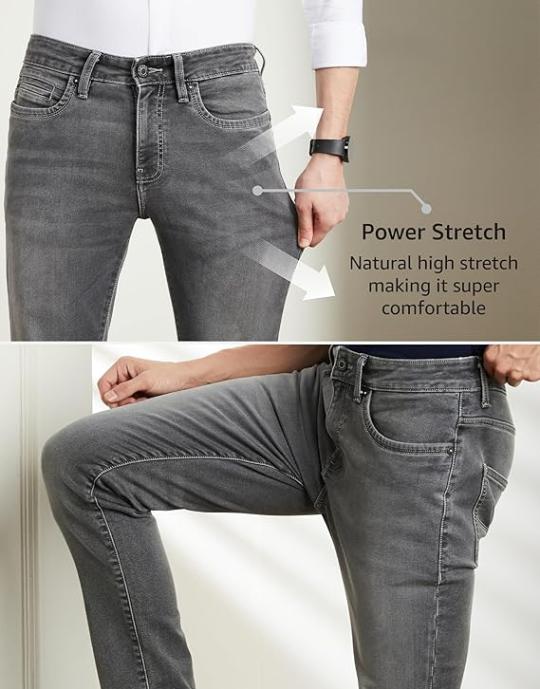 Power Stretch
Natural high stretch
making it super
comfortable